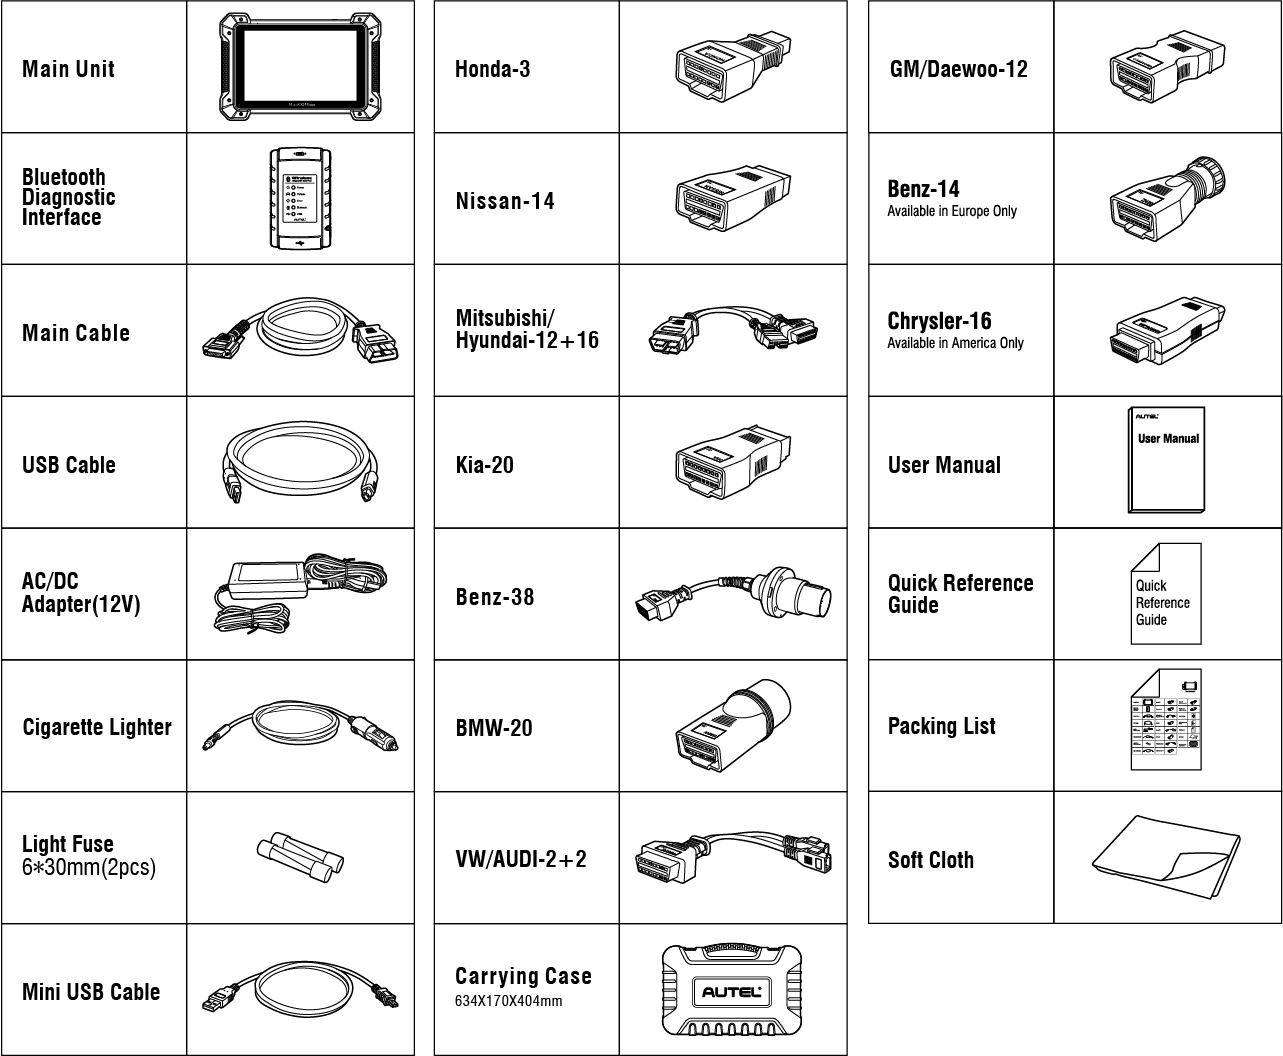 Main Unit
Bluetooth
Diagnostic
Interface
AUTEL
Main Cable
USB Cable
AC/DC
Adapter(12V)
Cigarette Lighter
Light Fuse
6*30mm(2pcs)
Mini USB Cable
Honda-3
Nissan-14
Mitsubishi/
Hyundai-12+16
Kia-20
Benz-38
BMW-20
VW/AUDI-2+2
Carrying Case
634X170X404mm
AUTEL
GM/Daewoo-12
Benz-14
Available in Europe Only
Chrysler-16
Available in America Only
User Manual
AUTEL
User Manual
Quick Reference
Guide
Quick
Reference
Guide
Packing List
Soft Cloth